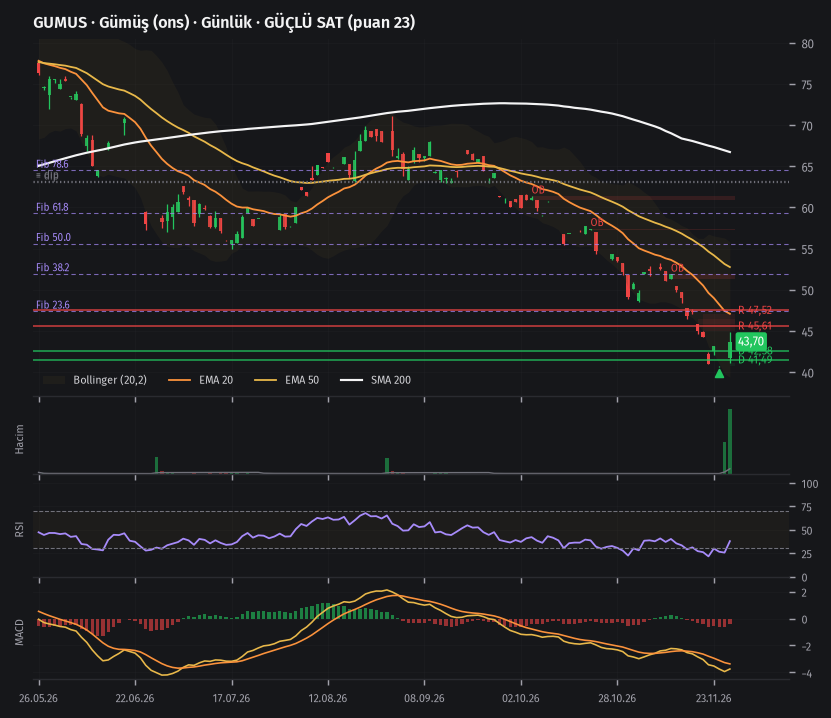 GUMUS · Gümüş (ons) · Günlük · GÜÇLÜ SAT (puan 23)
80
75
70
65
60
55
50
45
40
Fib 78.6
= dip
Fib 61.8
Fib 50.0
Fib 38.2
Fib 23.6
OB
OB
OB
R 47,52
R 45,61
43,70
D 41,49
Bollinger (20,2)
EMA 20
EMA 50
SMA 200
Hacim
RSI
100
75
50
25
0
MACD
2
0
−2
−4
26.05.26
22.06.26
17.07.26
12.08.26
08.09.26
02.10.26
28.10.26
23.11.26